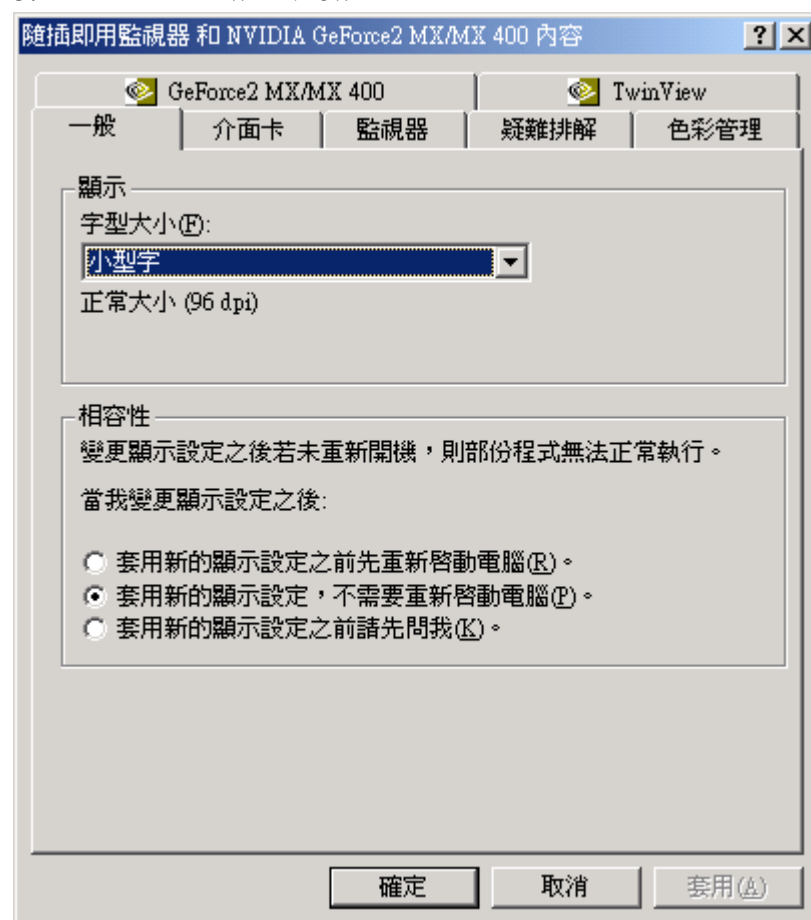 隨插即用監視器 和 NVIDIA GeForce2 MX/MX 400 內容
GeForce2 MX/MX 400
TwinView
一般
介面卡
監視器
疑難排解
色彩管理
顯示
字型大小(F):
小型字
正常大小 (96 dpi)
相容性
變更顯示設定之後若未重新開機，則部份程式無法正常執行。
當我變更顯示設定之後:
套用新的顯示設定之前先重新啓動電腦(R)。
套用新的顯示設定，不需要重新啓動電腦(P)。
套用新的顯示設定之前請先問我(K)。
確定
取消
套用(A)